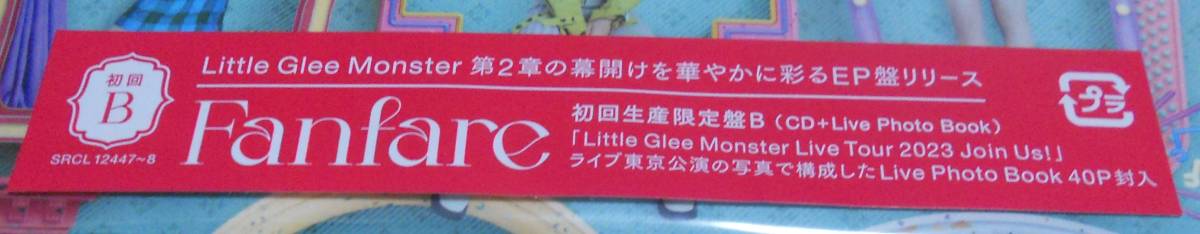 初回
B
SRCL 12447~8
Little Glee Monster 第2章の幕開けを華やかに彩るEP盤リリース
Fanfare
初回生産限定盤B（CD+Live Photo Book）
「Little Glee Monster Live Tour 2023 Join Us!」
ライブ東京公演の写真で構成したLive Photo Book 40P封入
プラ